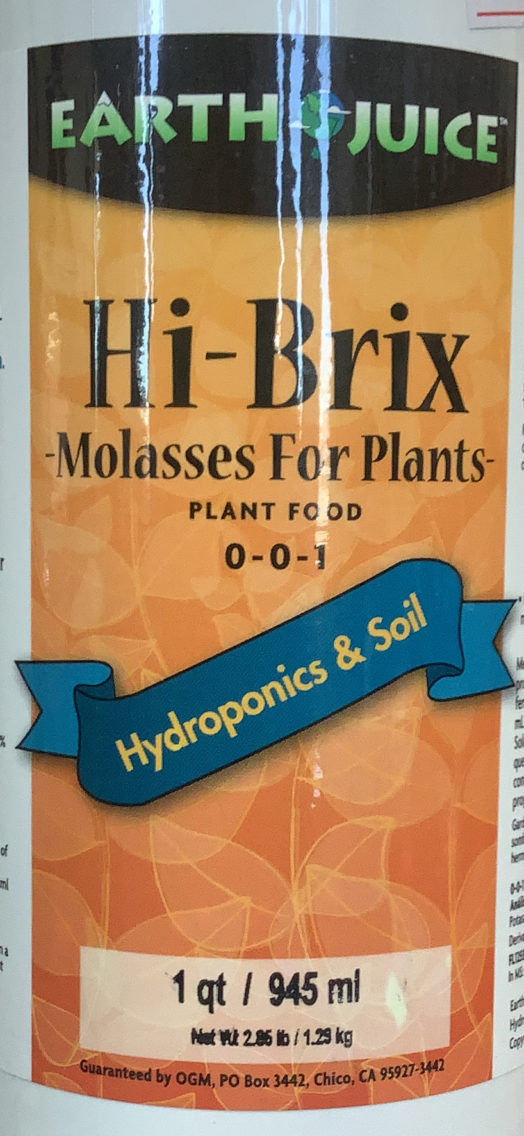 EARTH JUICE™
Hi-Brix
-Molasses For Plants-
PLANT FOOD
0-0-1
Hydroponics & Soil
1 qt / 945 ml
Net Wt 2.85 lb / 1.29 kg
Guaranteed by OGM, PO Box 3442, Chico, CA 95927-3442